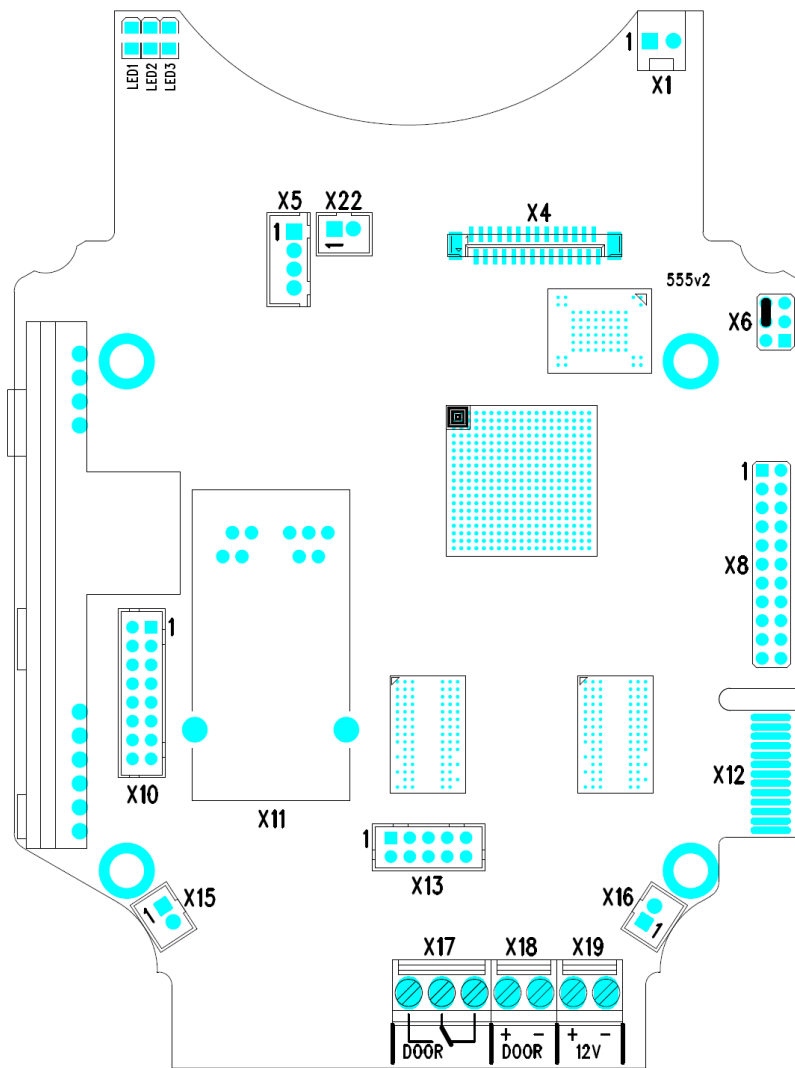 LED1
LED2
LED3
1
X1
X5
X22
X4
1
1
555v2
X6
1
X8
1
X10
X11
X12
1
X13
X15
1
X16
1
X17
X18
X19
+ -
+ -
DOOR
DOOR
12V